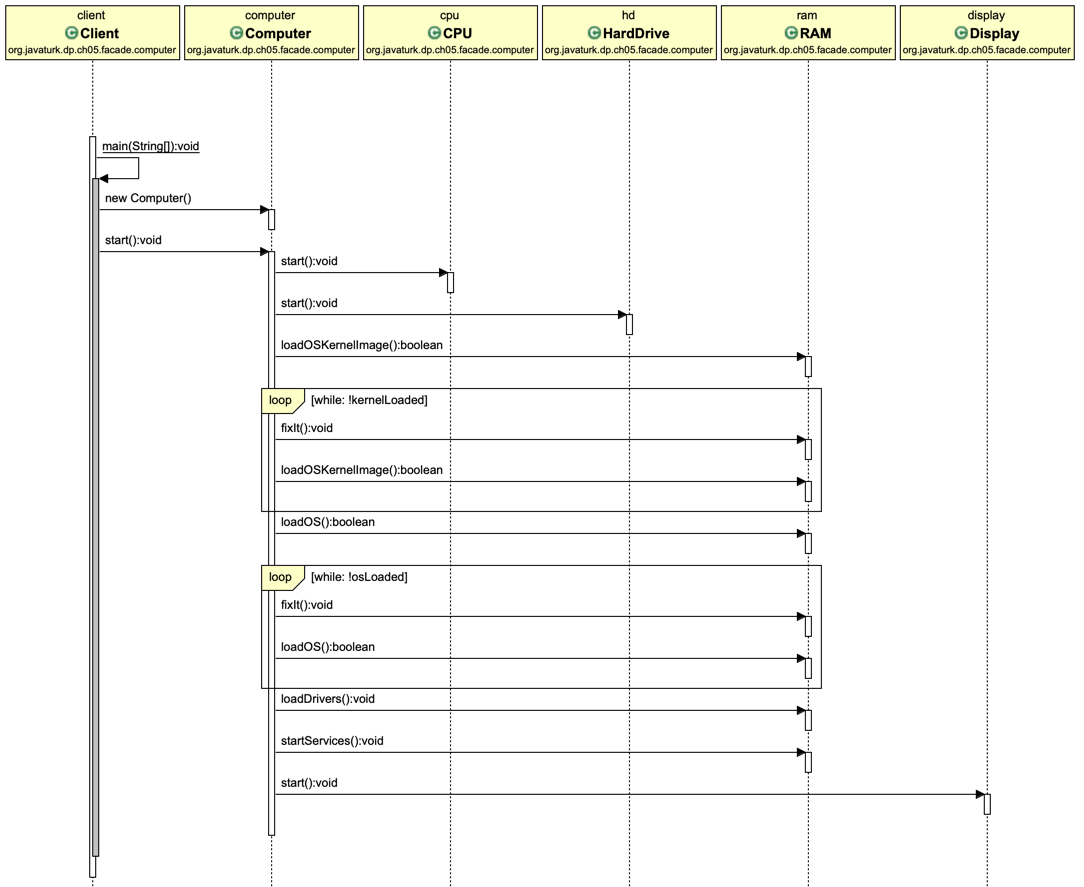 client
Client
org.javaturk.dp.ch05.facade.computer
computer
Computer
org.javaturk.dp.ch05.facade.computer
cpu
CPU
org.javaturk.dp.ch05.facade.computer
hd
HardDrive
org.javaturk.dp.ch05.facade.computer
ram
RAM
org.javaturk.dp.ch05.facade.computer
display
Display
org.javaturk.dp.ch05.facade.computer
main(String[]):void
new Computer()
start():void
start():void
start():void
loadOSKernelImage():boolean
loop [while: !kernelLoaded]
fixIt():void
loadOSKernelImage():boolean
loadOS():boolean
loop [while: !osLoaded]
fixIt():void
loadOS():boolean
loadDrivers():void
startServices():void
start():void